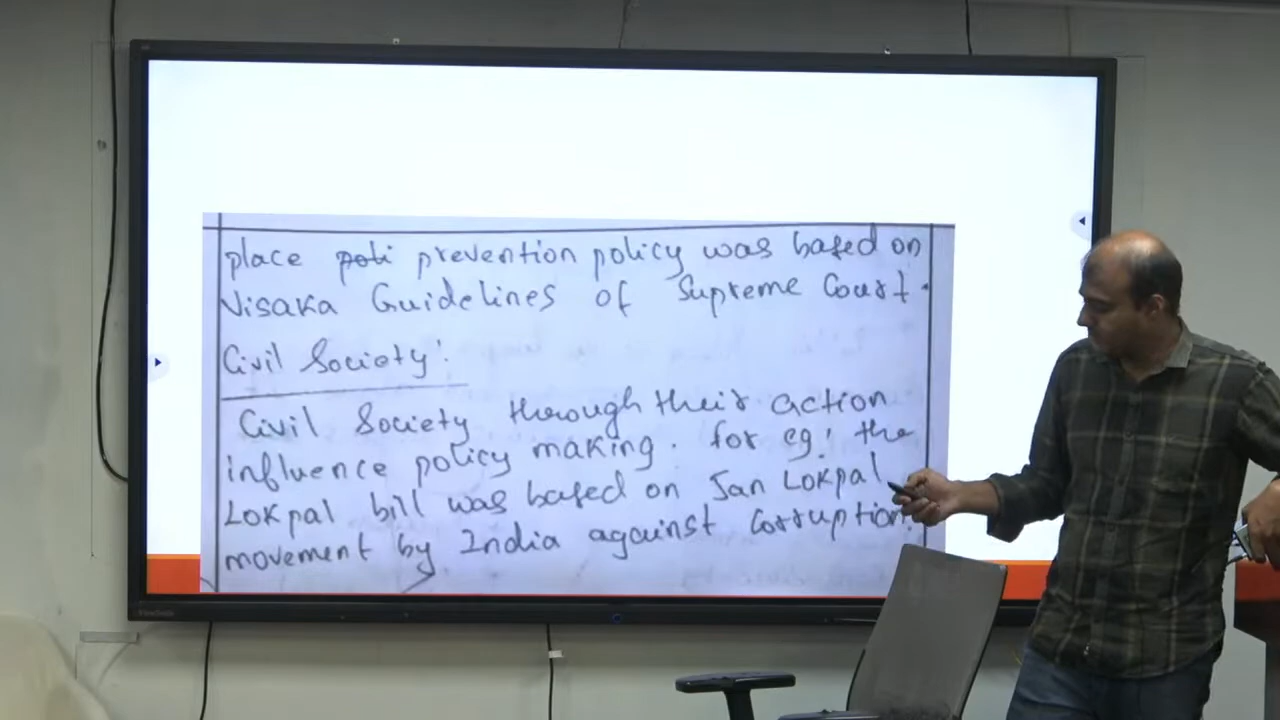 place poli prevention policy was based on
Visaka Guidelines of Supreme Court.
Civil Society:
Civil Society through their action
influence policy making. for eg: the
Lokpal bill was based on Jan Lokpal
movement by India against Corruption.
ViewSonic